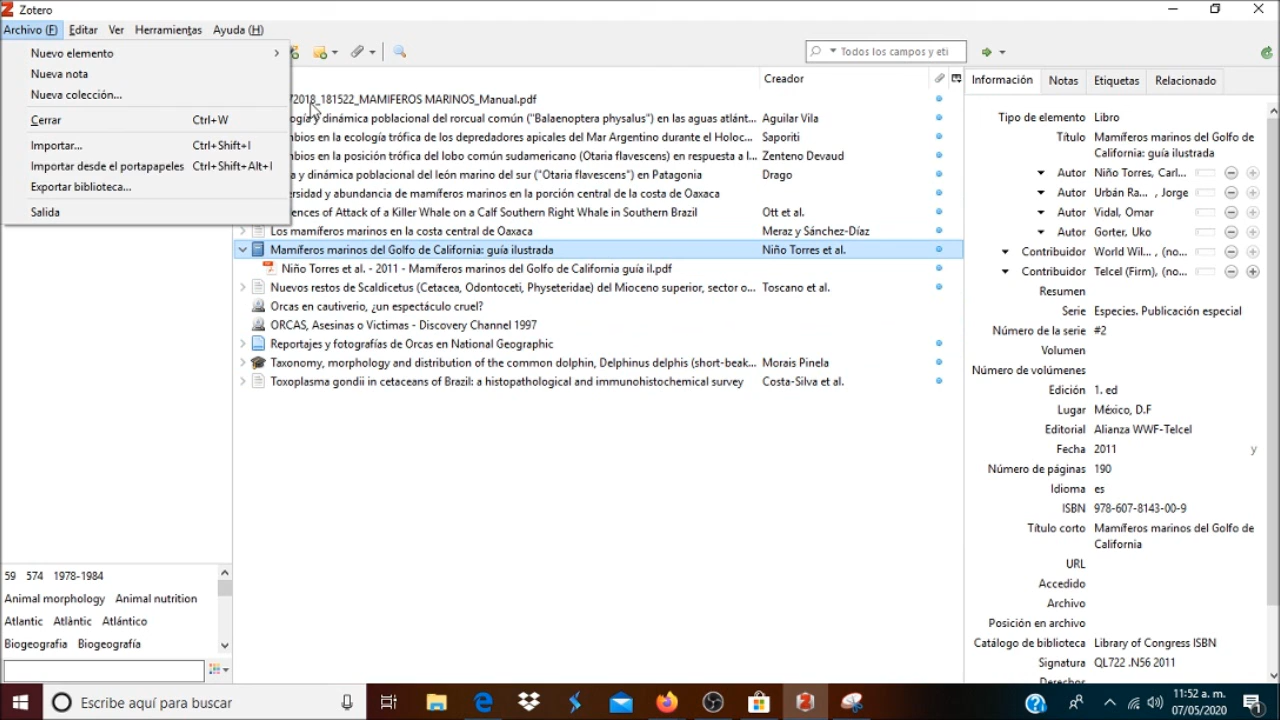 Zotero
Archivo (F) Editar Ver Herramientas Ayuda (H)
Nuevo elemento
Nueva nota
Nueva colección...
Cerrar Ctrl+W
Importar... Ctrl+Shift+I
Importar desde el portapapeles Ctrl+Shift+Alt+I
Exportar biblioteca...
Salida
Todos los campos y eti
Creador
2018_181522_MAMIFEROS MARINOS_Manual.pdf
ogía y dinámica poblacional del rorcual común ("Balaenoptera physalus") en las aguas atlánt... Aguilar Vila
mbios en la ecología trófica de los depredadores apicales del Mar Argentino durante el Holoc... Saporiti
mbios en la posición trófica del lobo común sudamericano (Otaria flavescens) en respuesta a l... Zenteno Devaud
a y dinámica poblacional del león marino del sur ("Otaria flavescens") en Patagonia Drago
ersidad y abundancia de mamíferos marinos en la porción central de la costa de Oaxaca
ences of Attack of a Killer Whale on a Calf Southern Right Whale in Southern Brazil Ott et al.
Los mamíferos marinos en la costa central de Oaxaca Meraz y Sánchez-Díaz
Mamíferos marinos del Golfo de California: guía ilustrada Niño Torres et al.
Niño Torres et al. - 2011 - Mamíferos marinos del Golfo de California guía il.pdf
Nuevos restos de Scaldicetus (Cetacea, Odontoceti, Physeteridae) del Mioceno superior, sector o... Toscano et al.
Orcas en cautiverio, ¿un espectáculo cruel?
ORCAS, Asesinas o Victimas - Discovery Channel 1997
Reportajes y fotografías de Orcas en National Geographic
Taxonomy, morphology and distribution of the common dolphin, Delphinus delphis (short-beak... Morais Pinela
Toxoplasma gondii in cetaceans of Brazil: a histopathological and immunohistochemical survey Costa-Silva et al.
Información Notas Etiquetas Relacionado
Tipo de elemento Libro
Título Mamíferos marinos del Golfo de
California: guía ilustrada
Autor Niño Torres, Carl...
Autor Urbán Ra... , Jorge
Autor Vidal, Omar
Autor Gorter, Uko
Contribuidor World Wil... , (no...
Contribuidor Telcel (Firm), (no...
Resumen
Serie Especies. Publicación especial
Número de la serie #2
Volumen
Número de volúmenes
Edición 1. ed
Lugar México, D.F
Editorial Alianza WWF-Telcel
Fecha 2011 y
Número de páginas 190
Idioma es
ISBN 978-607-8143-00-9
Título corto Mamíferos marinos del Golfo de
California
URL
Accedido
Archivo
Posición en archivo
Catálogo de biblioteca Library of Congress ISBN
Signatura QL722 .N56 2011
Derechos
59 574 1978-1984
Animal morphology Animal nutrition
Atlantic Atlàntic Atlántico
Biogeografia Biogeografía
Escribe aquí para buscar
11:52 a. m.
07/05/2020
1